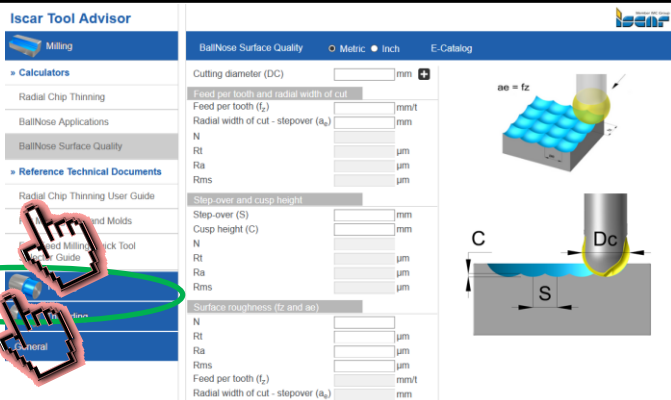 Iscar Tool Advisor
Member IMC Group
iscar
Milling
BallNose Surface Quality
Metric
Inch
E-Catalog
» Calculators
Radial Chip Thinning
BallNose Applications
BallNose Surface Quality
» Reference Technical Documents
Radial Chip Thinning User Guide
and Molds
Feed Milling Quick Tool
Selector Guide
General
Cutting diameter (DC)
mm
Feed per tooth and radial width of cut
Feed per tooth (fz)
mm/t
Radial width of cut - stepover (ae)
mm
N
Rt
µm
Ra
µm
Rms
µm
Step-over and cusp height
Step-over (S)
mm
Cusp height (C)
mm
N
Rt
µm
Ra
µm
Rms
µm
Surface roughness (fz and ae)
N
Rt
µm
Ra
µm
Rms
µm
Feed per tooth (fz)
mm/t
Radial width of cut - stepover (ae)
mm
ae = fz
C
Dc
S